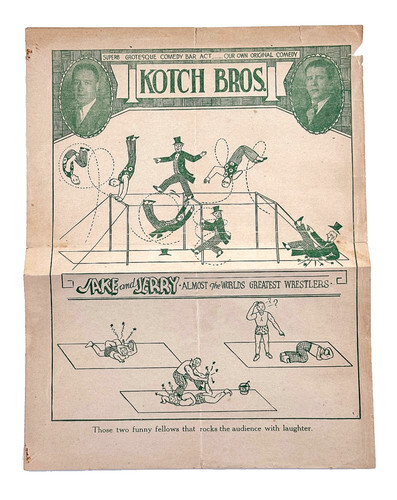 SUPERB GROTESQUE COMEDY BAR ACT .... OUR OWN ORIGINAL COMEDY
KOTCH BROS.
JAKE and JERRY · ALMOST the WORLDS GREATEST WRESTLERS ·
??
Those two funny fellows that rocks the audience with laughter.